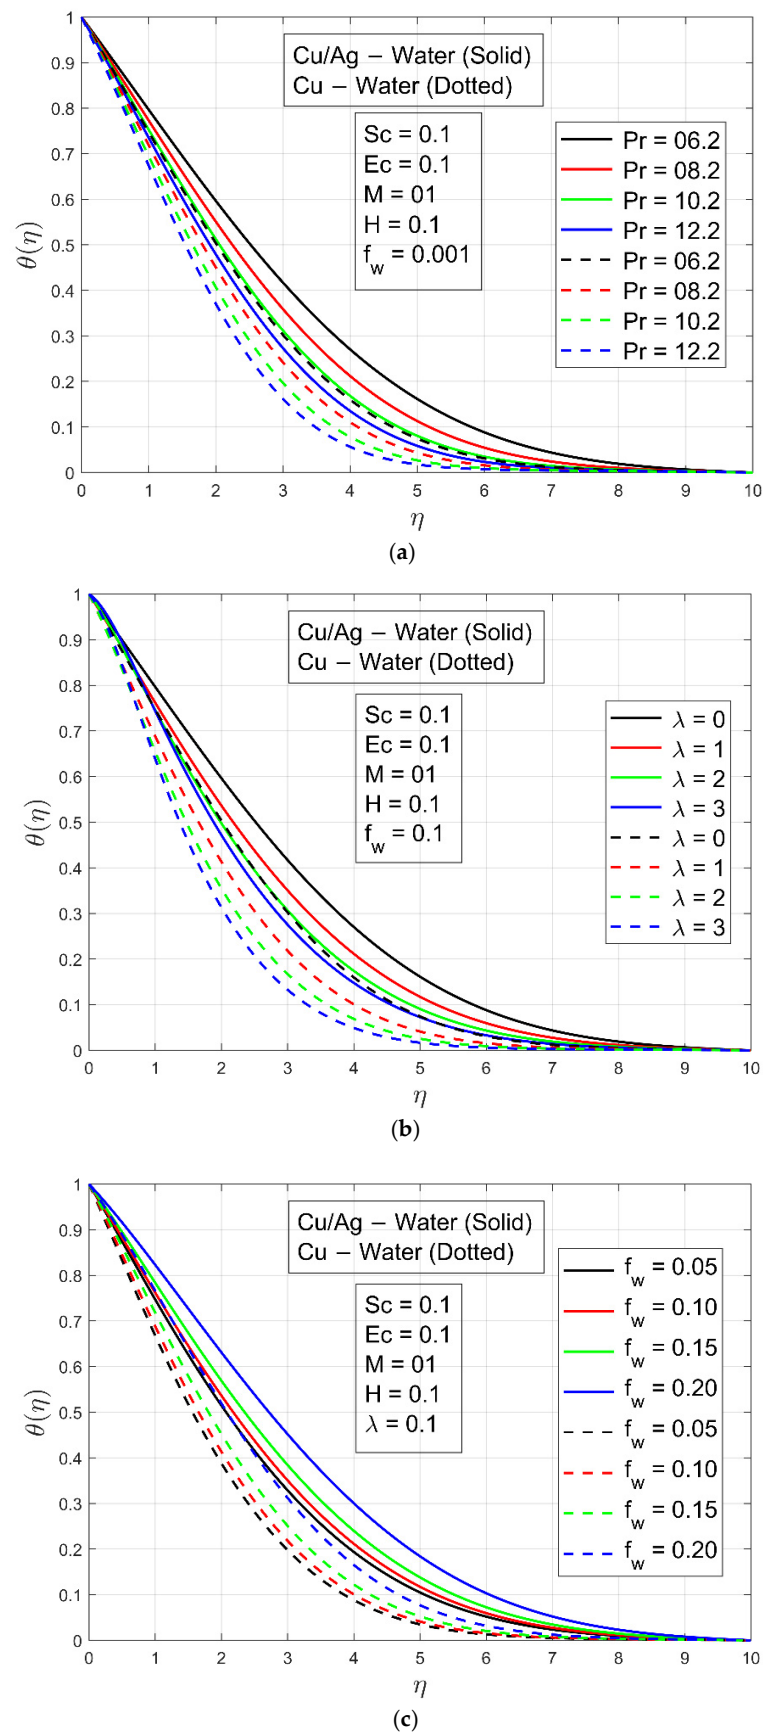 Cu/Ag – Water (Solid)
Cu – Water (Dotted)
Sc = 0.1
Ec = 0.1
M = 01
H = 0.1
f_w = 0.001
Pr = 06.2
Pr = 08.2
Pr = 10.2
Pr = 12.2
Pr = 06.2
Pr = 08.2
Pr = 10.2
Pr = 12.2
1
0.9
0.8
0.7
0.6
0.5
0.4
0.3
0.2
0.1
0
θ(η)
0 1 2 3 4 5 6 7 8 9 10
η
(a)
Cu/Ag – Water (Solid)
Cu – Water (Dotted)
Sc = 0.1
Ec = 0.1
M = 01
H = 0.1
f_w = 0.1
λ = 0
λ = 1
λ = 2
λ = 3
λ = 0
λ = 1
λ = 2
λ = 3
1
0.9
0.8
0.7
0.6
0.5
0.4
0.3
0.2
0.1
0
θ(η)
0 1 2 3 4 5 6 7 8 9 10
η
(b)
Cu/Ag – Water (Solid)
Cu – Water (Dotted)
Sc = 0.1
Ec = 0.1
M = 01
H = 0.1
λ = 0.1
f_w = 0.05
f_w = 0.10
f_w = 0.15
f_w = 0.20
f_w = 0.05
f_w = 0.10
f_w = 0.15
f_w = 0.20
1
0.9
0.8
0.7
0.6
0.5
0.4
0.3
0.2
0.1
0
θ(η)
0 1 2 3 4 5 6 7 8 9 10
η
(c)